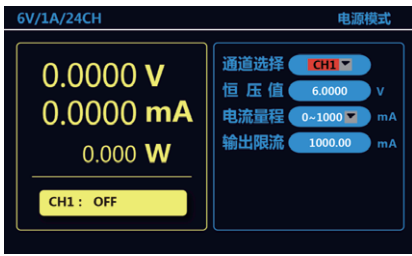 6V/1A/24CH 电源模式
0.0000 V
0.0000 mA
0.000 W
CH1： OFF
通道选择 CH1
恒 压 值 6.0000 V
电流量程 0~1000 mA
输出限流 1000.00 mA